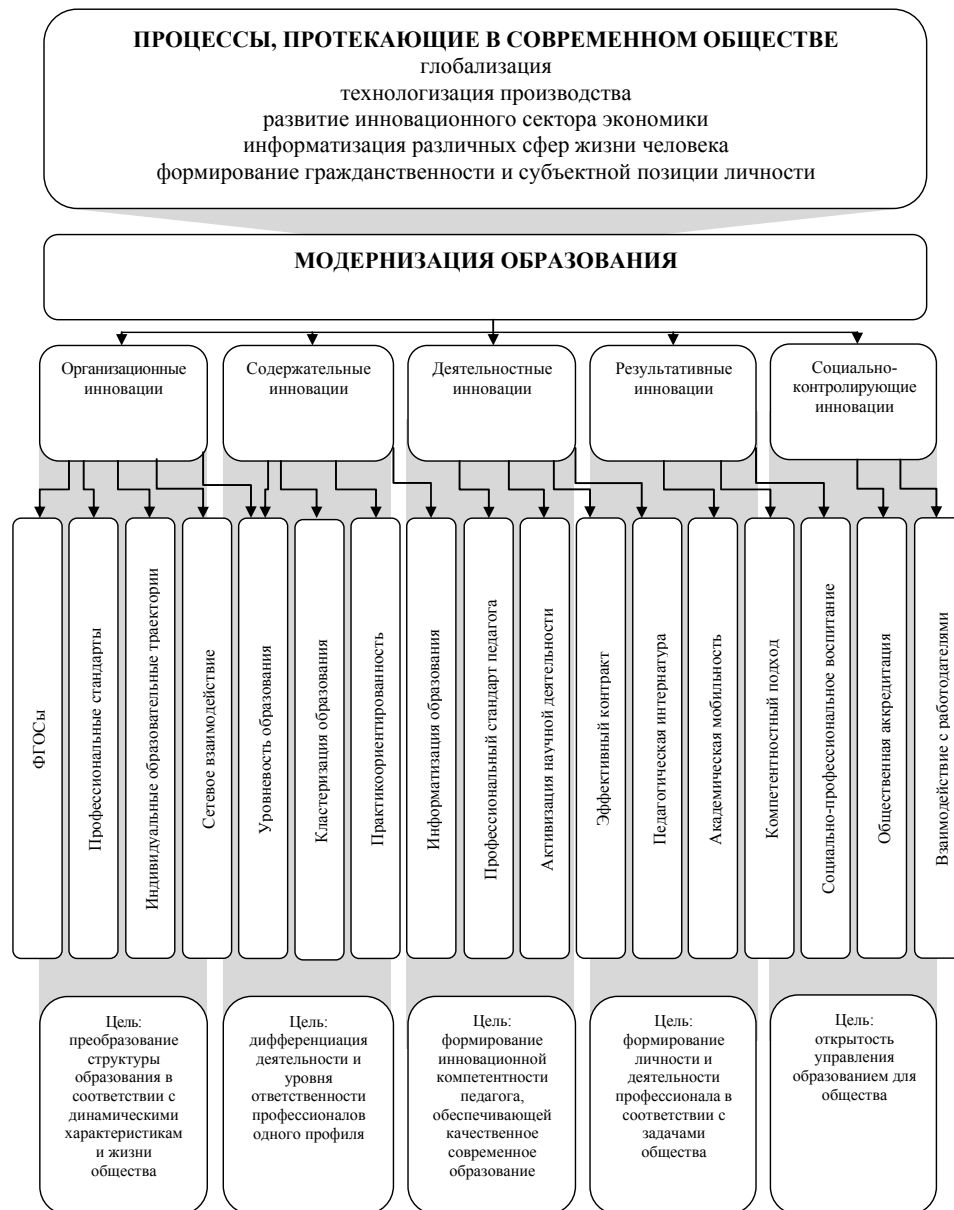 ПРОЦЕССЫ, ПРОТЕКАЮЩИЕ В СОВРЕМЕННОМ ОБЩЕСТВЕ
глобализация
технологизация производства
развитие инновационного сектора экономики
информатизация различных сфер жизни человека
формирование гражданственности и субъектной позиции личности
МОДЕРНИЗАЦИЯ ОБРАЗОВАНИЯ
Организационные
инновации
Содержательные
инновации
Деятельностные
инновации
Результативные
инновации
Социально-
контролирующие
инновации
ФГОСы
Профессиональные стандарты
Индивидуальные образовательные траектории
Сетевое взаимодействие
Уровневость образования
Кластеризация образования
Практикоориентированность
Информатизация образования
Профессиональный стандарт педагога
Активизация научной деятельности
Эффективный контракт
Педагогическая интернатура
Академическая мобильность
Компетентностный подход
Социально-профессиональное воспитание
Общественная аккредитация
Взаимодействие с работодателями
Цель:
преобразование
структуры
образования в
соответствии с
динамическими
характеристикам
и жизни
общества
Цель:
дифференциация
деятельности и
уровня
ответственности
профессионалов
одного профиля
Цель:
формирование
инновационной
компетентности
педагога,
обеспечивающей
качественное
современное
образование
Цель:
формирование
личности и
деятельности
профессионала в
соответствии с
задачами
общества
Цель:
открытость
управления
образованием для
общества